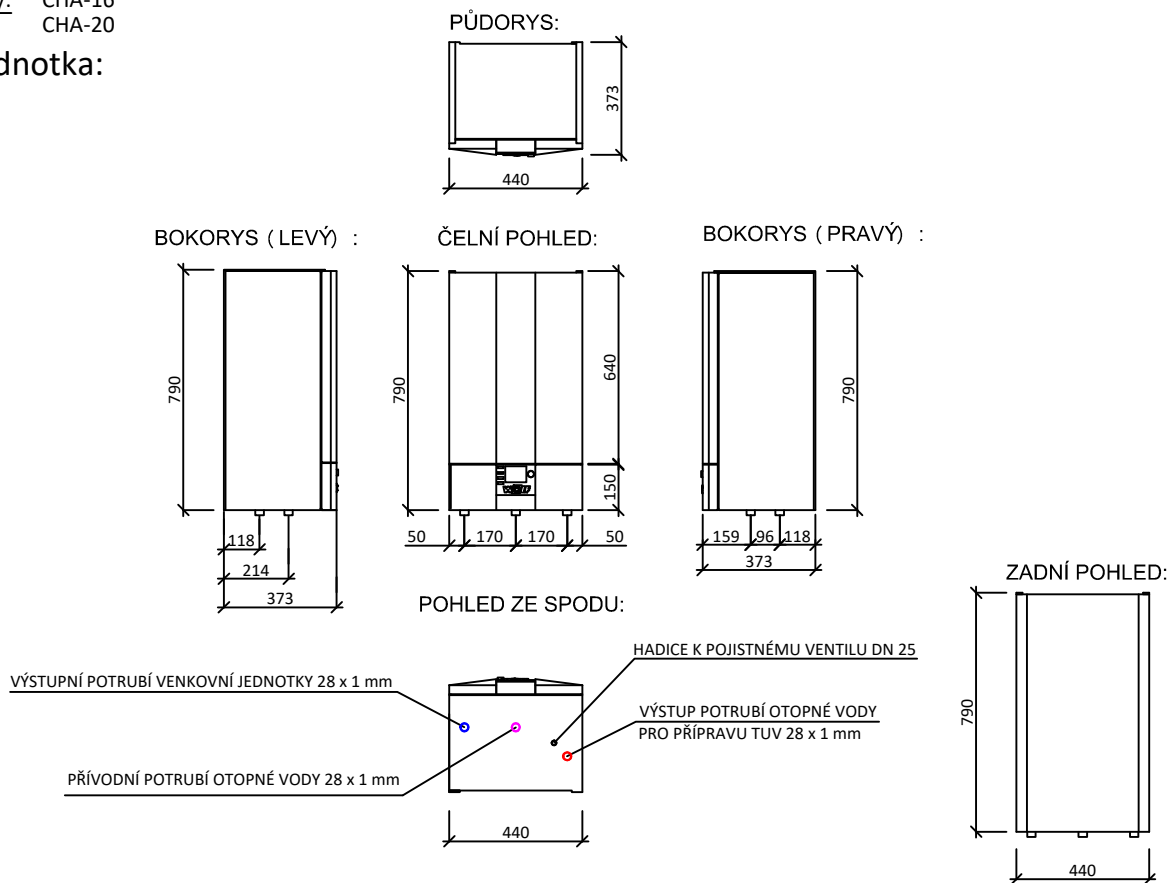 CHA-16
CHA-20
dnotka:
PŮDORYS:
373
440
BOKORYS ( LEVÝ) :
ČELNÍ POHLED:
BOKORYS ( PRAVÝ) :
790
118
214
373
790
640
150
50
170
170
50
790
159
96
118
373
POHLED ZE SPODU:
ZADNÍ POHLED:
HADICE K POJISTNÉMU VENTILU DN 25
VÝSTUPNÍ POTRUBÍ VENKOVNÍ JEDNOTKY 28 x 1 mm
VÝSTUP POTRUBÍ OTOPNÉ VODY
PRO PŘÍPRAVU TUV 28 x 1 mm
PŘÍVODNÍ POTRUBÍ OTOPNÉ VODY 28 x 1 mm
440
790
440